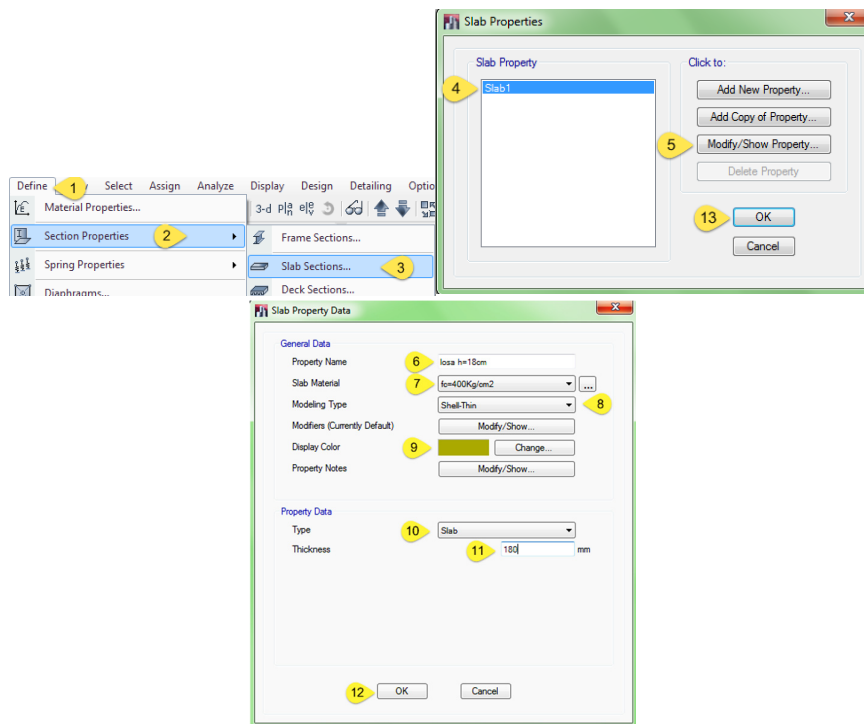 Slab Properties
Slab Property
Click to:
4
Slab1
Add New Property...
Add Copy of Property...
5
Modify/Show Property...
Delete Property
13
OK
Cancel
Define
1
Select
Assign
Analyze
Display
Design
Detailing
Optio
Material Properties...
3-d
Section Properties
2
Frame Sections...
Spring Properties
Slab Sections...
3
Diaphragms...
Deck Sections...
Slab Property Data
General Data
Property Name
6
losa h=18cm
Slab Material
7
fc=400Kg/cm2
...
Modeling Type
Shell-Thin
8
Modifiers (Currently Default)
Modify/Show...
Display Color
9
Change...
Property Notes
Modify/Show...
Property Data
Type
10
Slab
Thickness
11
180
mm
12
OK
Cancel